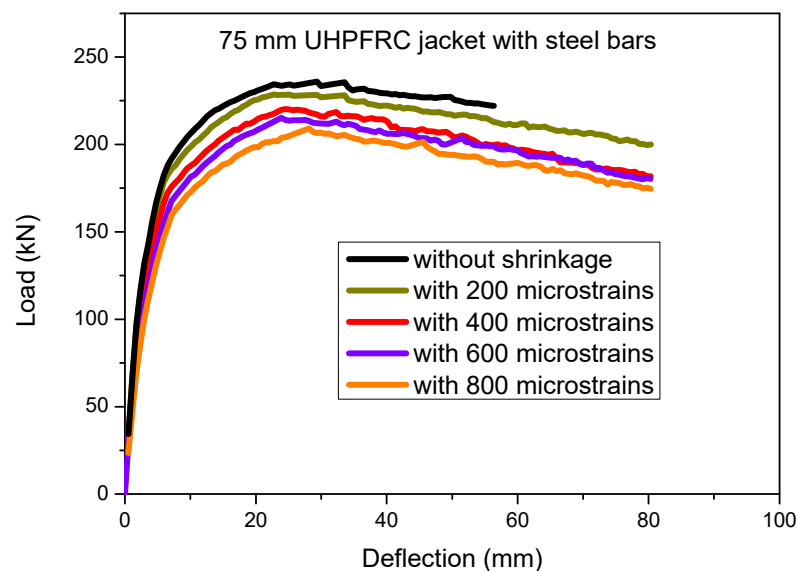 75 mm UHPFRC jacket with steel bars
250
200
150
100
50
0
Load (kN)
without shrinkage
with 200 microstrains
with 400 microstrains
with 600 microstrains
with 800 microstrains
0 20 40 60 80 100
Deflection (mm)